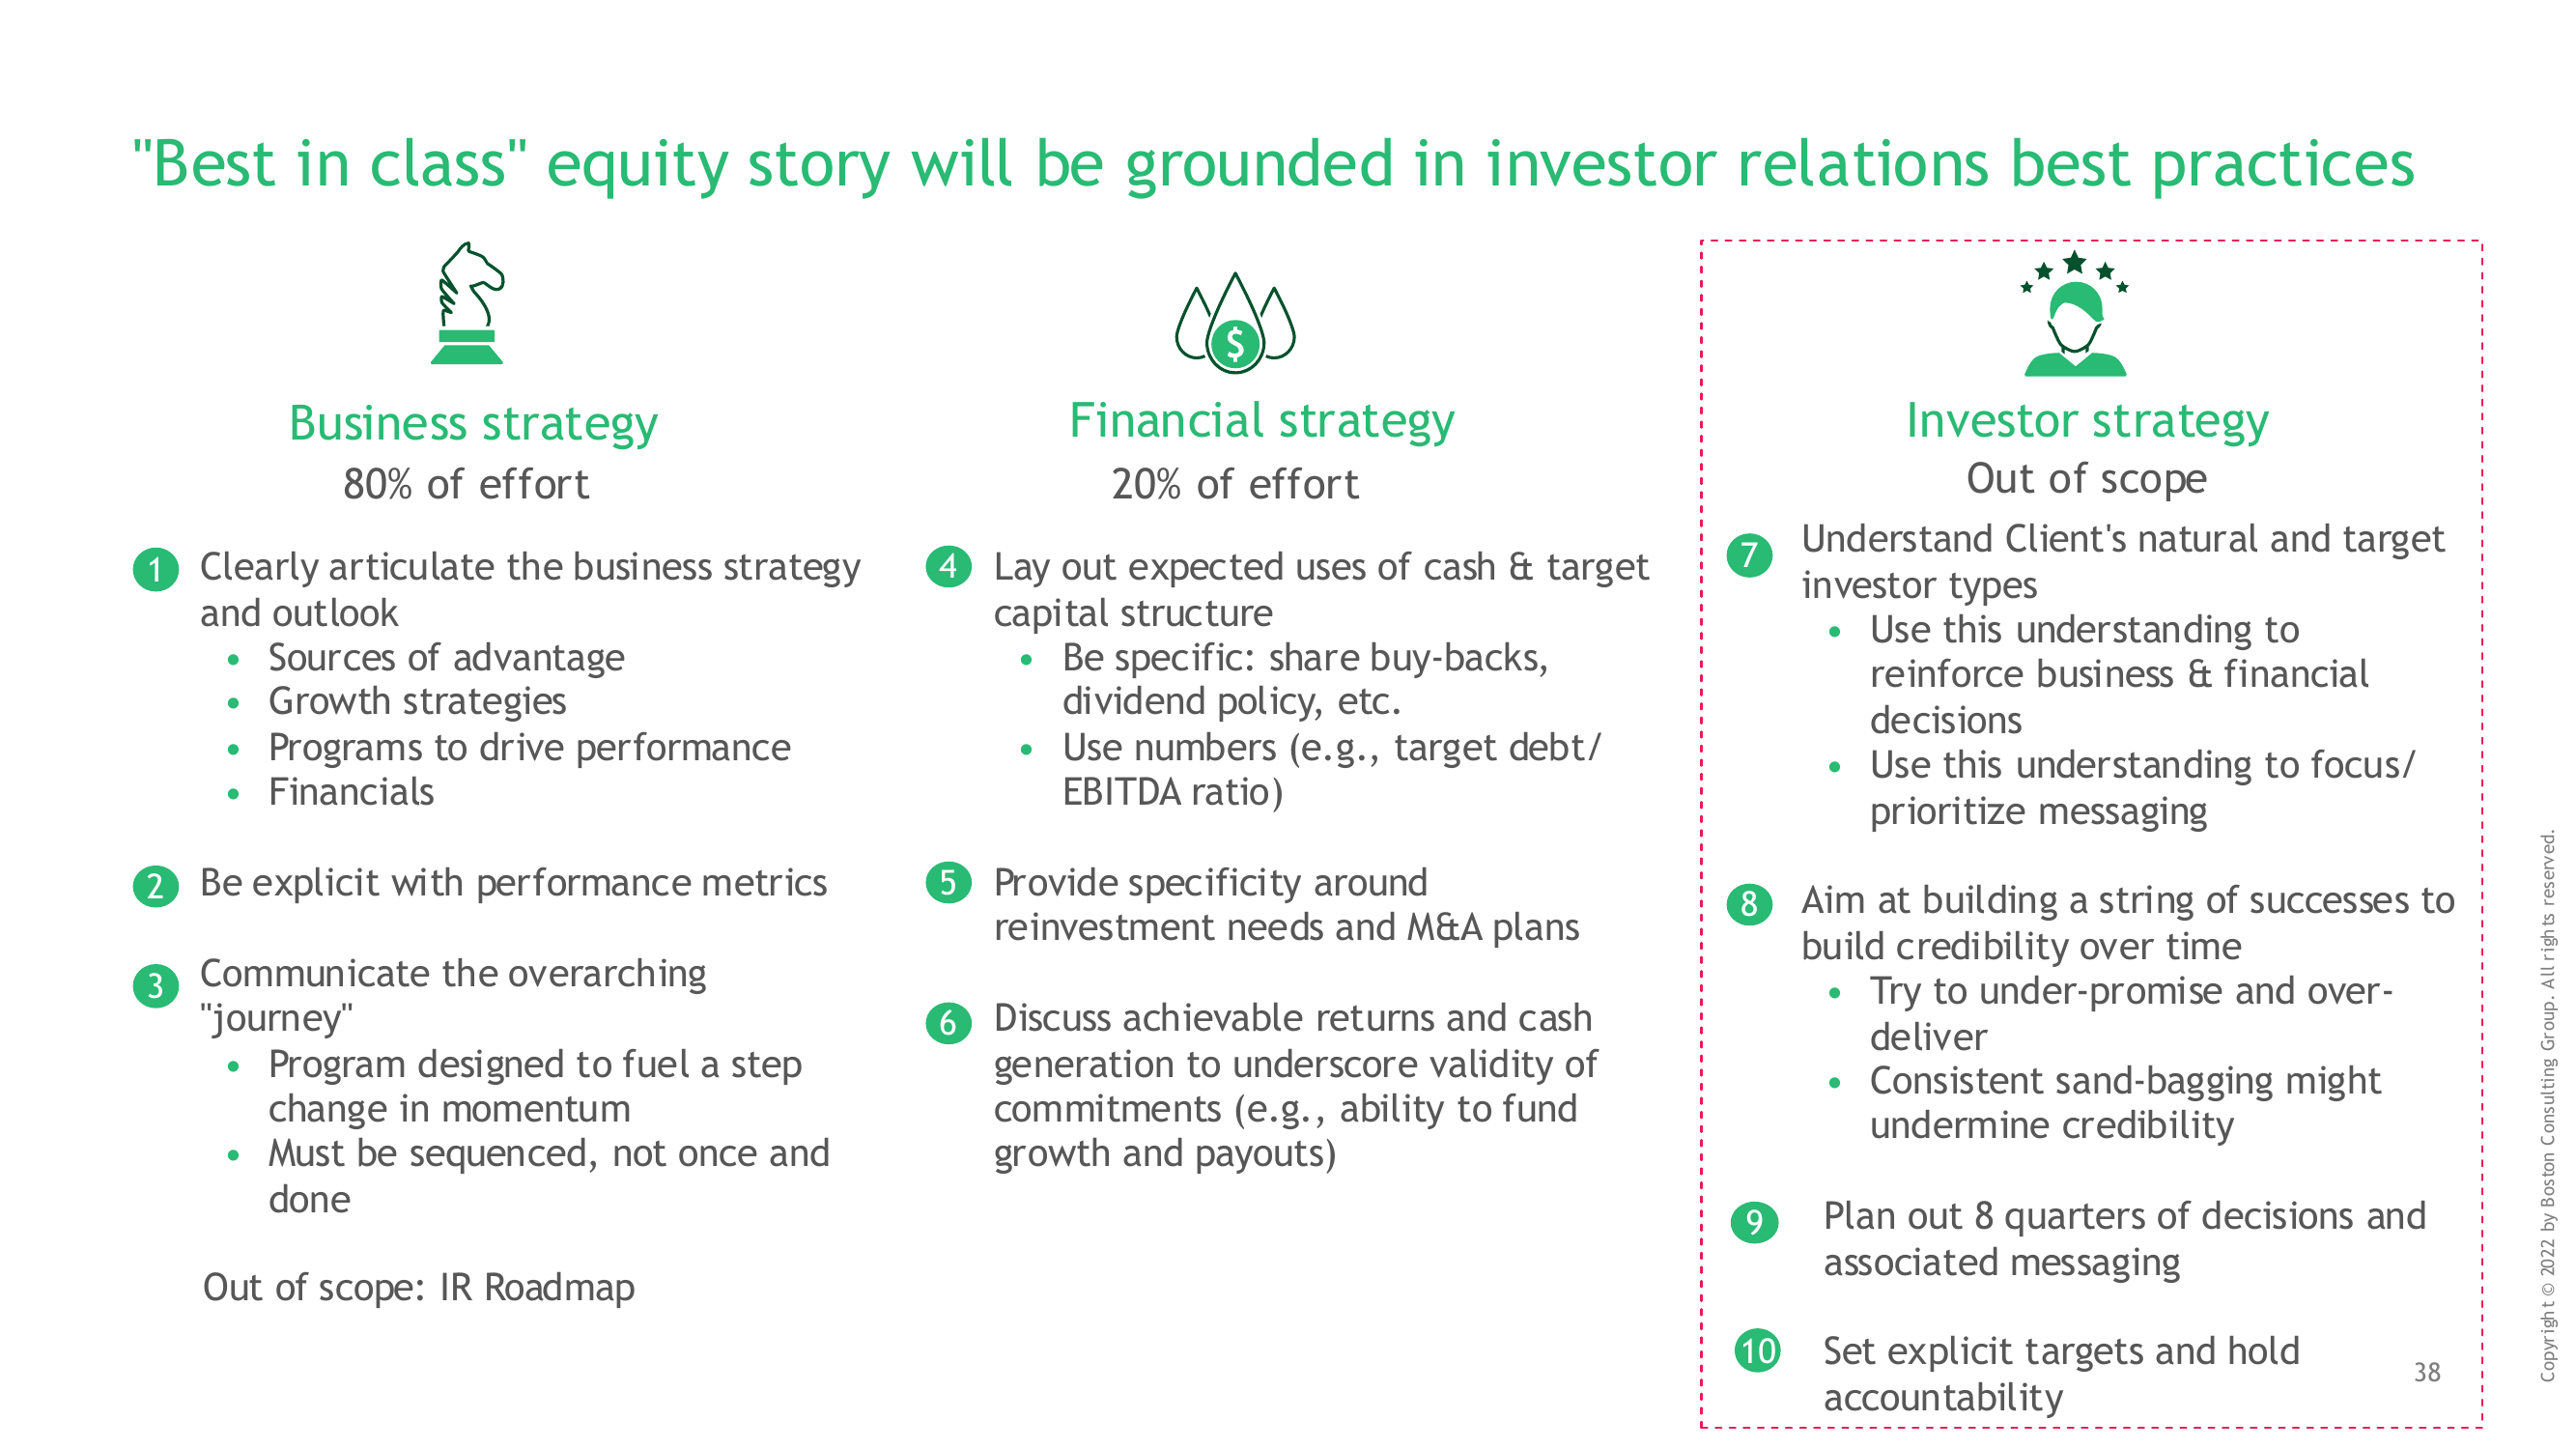 "Best in class" equity story will be grounded in investor relations best practices
Business strategy
80% of effort
1 Clearly articulate the business strategy
and outlook
• Sources of advantage
• Growth strategies
• Programs to drive performance
• Financials
2 Be explicit with performance metrics
3 Communicate the overarching
"journey"
• Program designed to fuel a step
change in momentum
• Must be sequenced, not once and
done
Out of scope: IR Roadmap
$
Financial strategy
20% of effort
4 Lay out expected uses of cash & target
capital structure
• Be specific: share buy-backs,
dividend policy, etc.
• Use numbers (e.g., target debt/
EBITDA ratio)
5 Provide specificity around
reinvestment needs and M&A plans
6 Discuss achievable returns and cash
generation to underscore validity of
commitments (e.g., ability to fund
growth and payouts)
Investor strategy
Out of scope
7 Understand Client's natural and target
investor types
• Use this understanding to
reinforce business & financial
decisions
• Use this understanding to focus/
prioritize messaging
8 Aim at building a string of successes to
build credibility over time
• Try to under-promise and over-
deliver
• Consistent sand-bagging might
undermine credibility
9 Plan out 8 quarters of decisions and
associated messaging
10 Set explicit targets and hold
accountability
38
Copyright © 2022 by Boston Consulting Group. All rights reserved.